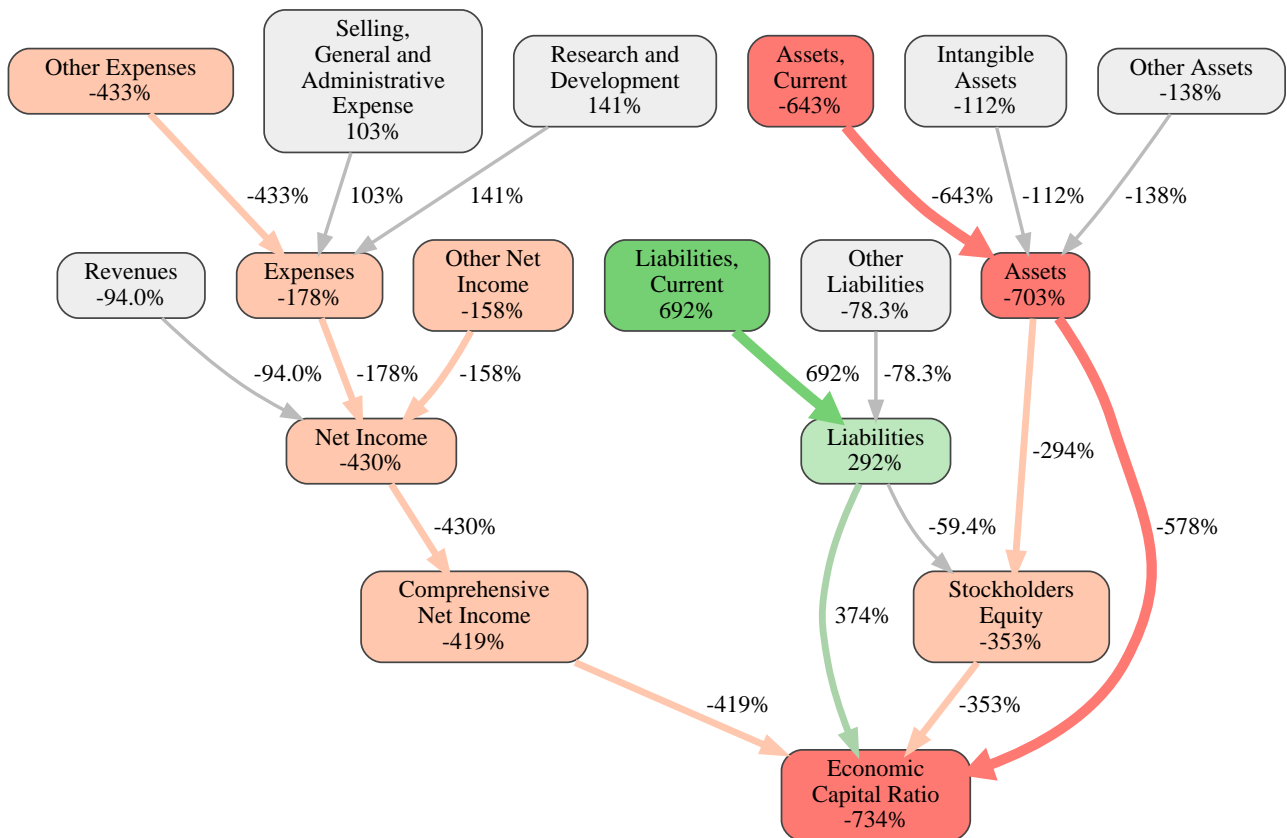 Other Expenses
-433%
Selling,
General and
Administrative
Expense
103%
Research and
Development
141%
Assets,
Current
-643%
Intangible
Assets
-112%
Other Assets
-138%
-433%
103%
141%
-643%
-112%
-138%
Revenues
-94.0%
Expenses
-178%
Other Net
Income
-158%
Liabilities,
Current
692%
Other
Liabilities
-78.3%
Assets
-703%
-94.0%
-178%
-158%
692%
-78.3%
Net Income
-430%
Liabilities
292%
-294%
-430%
-59.4%
-578%
Comprehensive
Net Income
-419%
374%
Stockholders
Equity
-353%
-419%
-353%
Economic
Capital Ratio
-734%